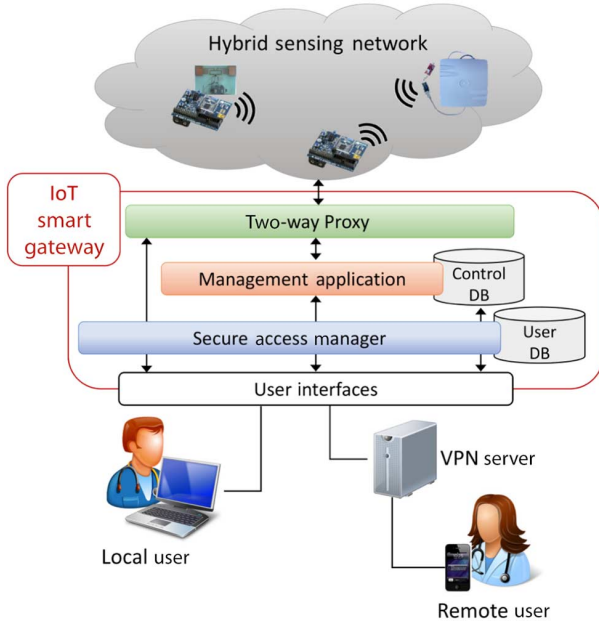 Hybrid sensing network
IoT
smart
gateway
Two-way Proxy
Management application
Control
DB
Secure access manager
User
DB
User interfaces
VPN server
Local user
Remote user